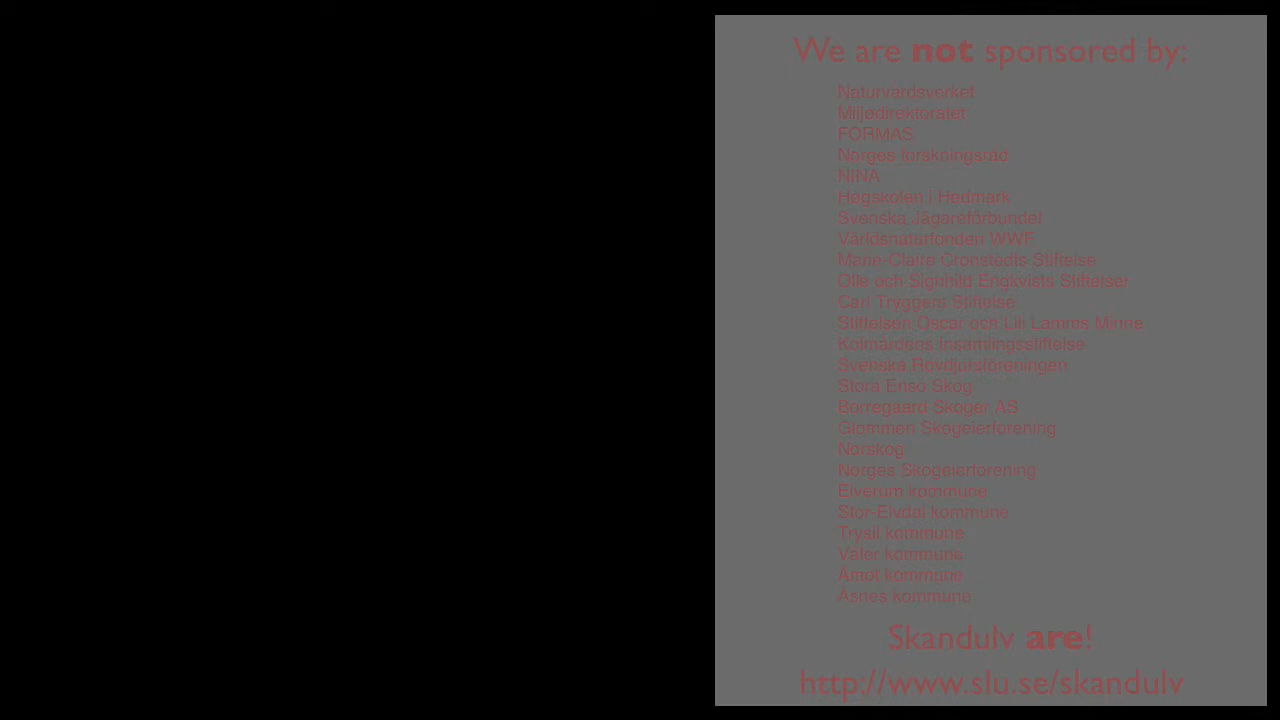 We are not sponsored by:
Naturvårdsverket
Miljødirektoratet
FORMAS
Norges forskningsråd
NINA
Høgskolen i Hedmark
Svenska Jägareförbundet
Världsnaturfonden WWF
Marie-Claire Cronstedts Stiftelse
Olle och Signhild Engkvists Stiftelser
Carl Tryggers Stiftelse
Stiftelsen Oscar och Lili Lamms Minne
Kolmårdens Insamlingsstiftelse
Svenska Rovdjursföreningen
Stora Enso Skog
Borregaard Skoger AS
Glommen Skogeierforening
Norskog
Norges Skogeierforening
Elverum kommune
Stor-Elvdal kommune
Trysil kommune
Våler kommune
Åmot kommune
Åsnes kommune
Skandulv are!
http://www.slu.se/skandulv